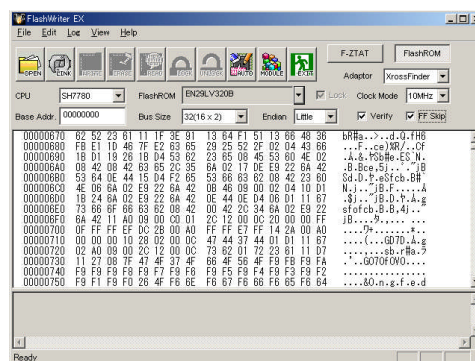 FlashWriter EX
File Edit Log View Help
OPEN BLINK ERASE READ LOCK UNLOCK AUTO MODULE EXIT
F-ZTAT FlashROM
Adaptor XrossFinder
CPU SH7780 FlashROM EN29LV320B Lock Clock Mode 10MHz
Base Addr. 00000000 Bus Size 32(16 x 2) Endian Little Verify FF Skip
00000670 62 52 23 61 11 1F 3E 91 13 64 F1 51 13 66 48 36
00000680 FB E1 1D 46 7F E2 63 65 29 25 52 2F 02 04 43 66
00000690 1B D1 19 26 1B D4 53 62 23 65 08 45 53 60 4E 02
000006A0 08 42 08 42 63 65 2C 35 6A 02 17 DE E9 22 6A 42
000006B0 53 64 0E 44 15 D4 F2 65 53 66 63 62 08 42 23 60
000006C0 4E 06 6A 02 E9 22 6A 42 0B 46 09 00 02 04 10 D1
000006D0 1B 24 6A 02 E9 22 6A 42 0E 44 0E D4 06 D1 11 67
000006E0 73 66 6F 66 63 62 08 42 00 42 2C 34 6A 02 E9 22
000006F0 6A 42 11 A0 09 00 C0 D1 2C 12 00 0C 20 00 00 FF
00000700 0F FF FF EF DC 2B 00 A0 FF FF E7 FF 14 2A 00 A0
00000710 00 00 00 10 28 02 00 0C 47 44 37 44 01 D1 11 67
00000720 02 A0 09 00 2C 12 00 0C 73 62 01 72 23 61 11 D7
00000730 11 27 08 7F 47 4F 37 4F 66 4F 56 4F F9 FB F9 FA
00000740 F9 F9 F9 F8 F9 F7 F9 F6 F9 F5 F9 F4 F9 F3 F9 F2
00000750 F9 F1 F9 F0 26 4F 6F 6E F6 67 F6 66 F6 65 F6 64
Ready